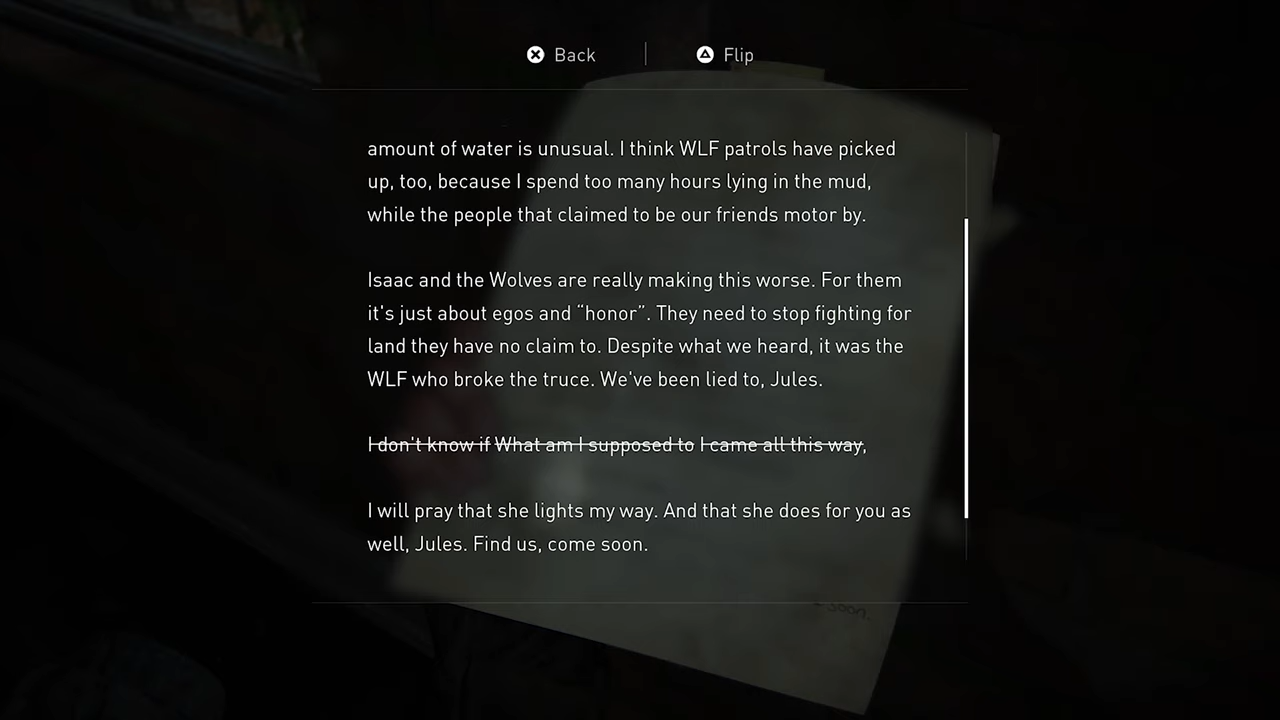 Back | Flip
amount of water is unusual. I think WLF patrols have picked
up, too, because I spend too many hours lying in the mud,
while the people that claimed to be our friends motor by.
Isaac and the Wolves are really making this worse. For them
it's just about egos and “honor”. They need to stop fighting for
land they have no claim to. Despite what we heard, it was the
WLF who broke the truce. We've been lied to, Jules.
I don't know if What am I supposed to I came all this way,
I will pray that she lights my way. And that she does for you as
well, Jules. Find us, come soon.
soon.